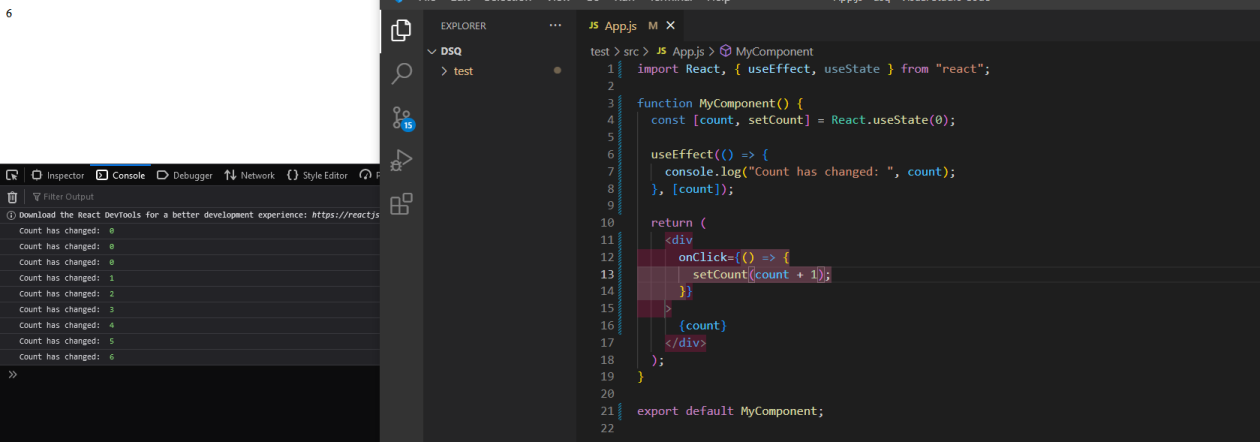 6
Inspector Console Debugger Network Style Editor
Filter Output
Download the React DevTools for a better development experience: https://reactjs
Count has changed: 0
Count has changed: 0
Count has changed: 0
Count has changed: 1
Count has changed: 2
Count has changed: 3
Count has changed: 4
Count has changed: 5
Count has changed: 6
EXPLORER
DSQ
test
15
JS App.js M
test > src > JS App.js > MyComponent
1 import React, { useEffect, useState } from "react";
2
3 function MyComponent() {
4 const [count, setCount] = React.useState(0);
5
6 useEffect(() => {
7 console.log("Count has changed: ", count);
8 }, [count]);
9
10 return (
11 <div
12 onClick={() => {
13 setCount(count + 1);
14 }}
15 >
16 {count}
17 </div>
18 );
19 }
20
21 export default MyComponent;
22